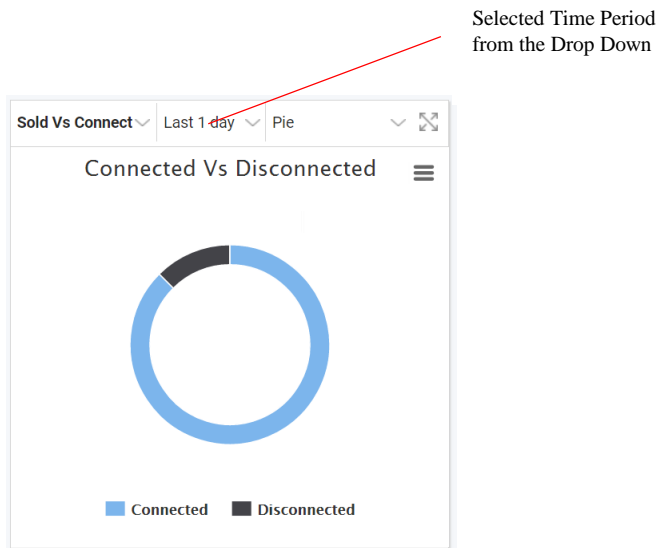 Selected Time Period
from the Drop Down
Sold Vs Connect Last 1 day Pie
Connected Vs Disconnected
Connected Disconnected